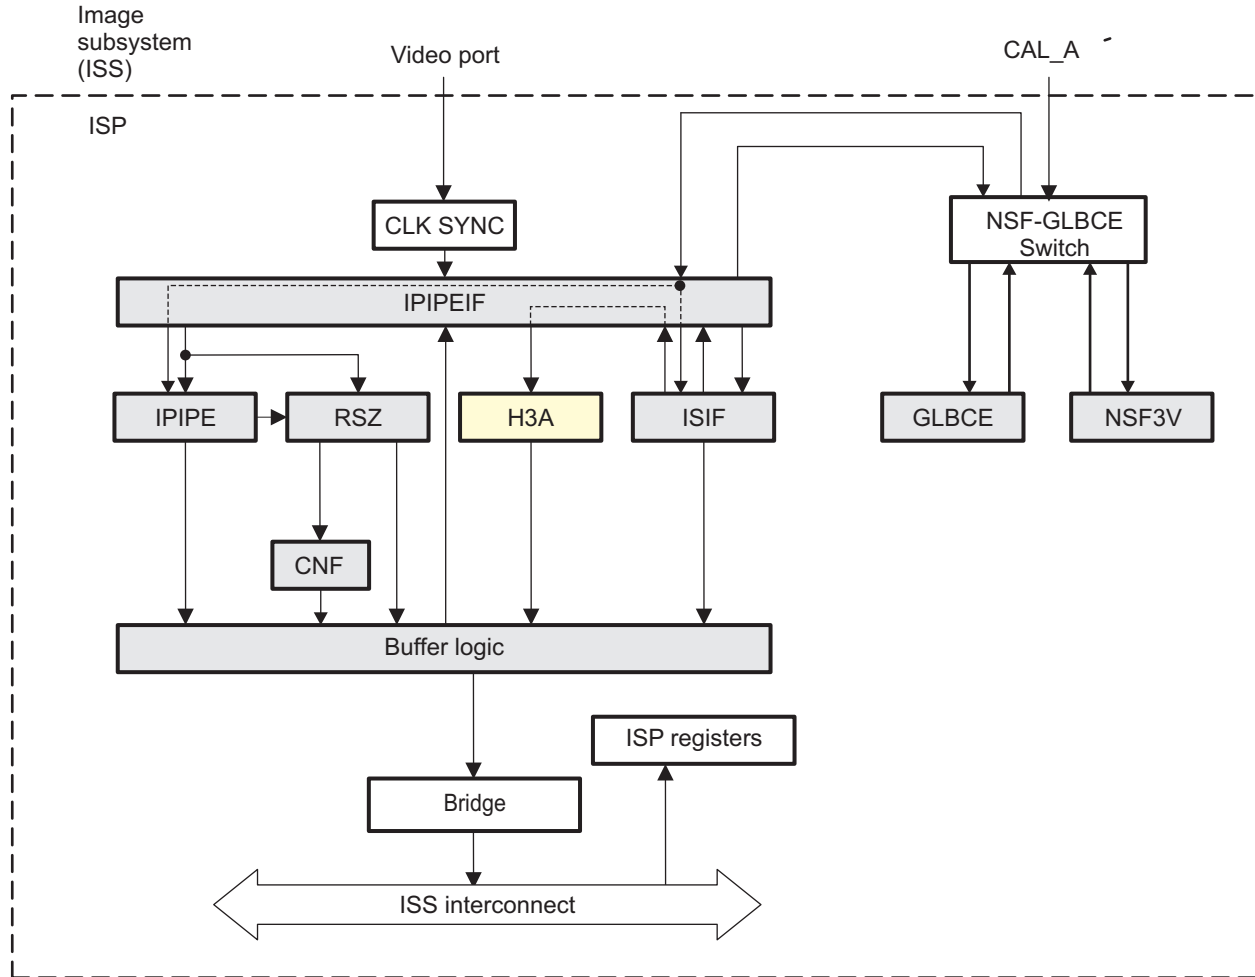 Image
subsystem
(ISS)
Video port
CAL_A
ISP
CLK SYNC
NSF-GLBCE
Switch
IPIPEIF
IPIPE
RSZ
H3A
ISIF
GLBCE
NSF3V
CNF
Buffer logic
ISP registers
Bridge
ISS interconnect